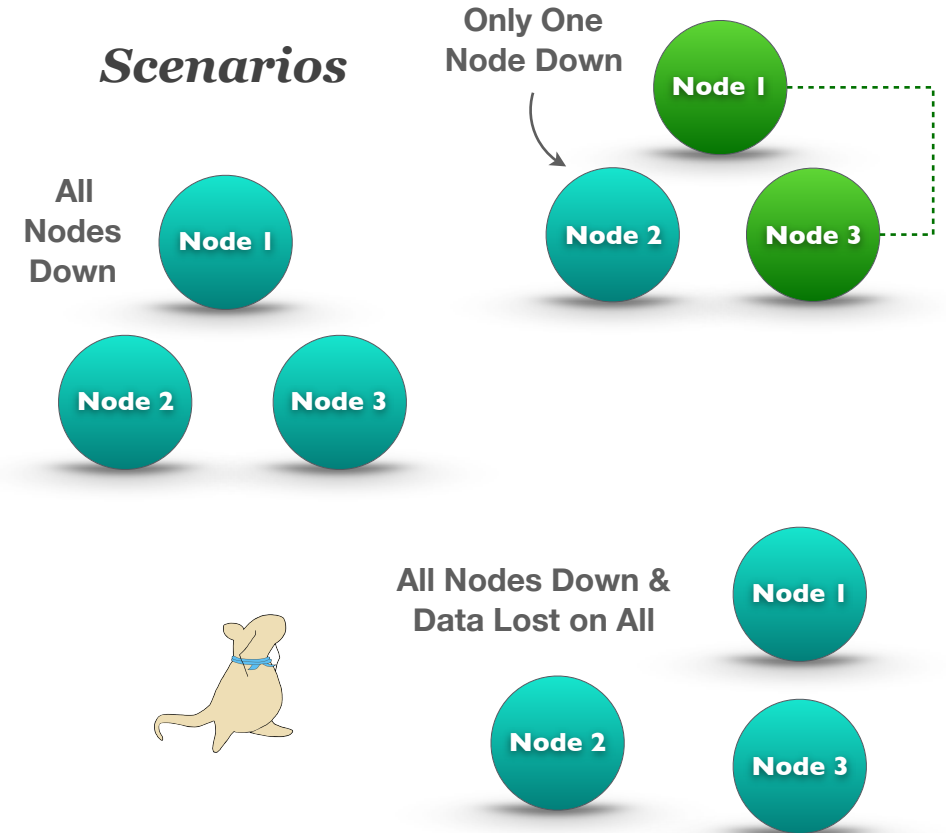 Scenarios
Only One
Node Down
Node 1
Node 2
Node 3
All
Nodes
Down
Node 1
Node 2
Node 3
All Nodes Down &
Data Lost on All
Node 1
Node 2
Node 3